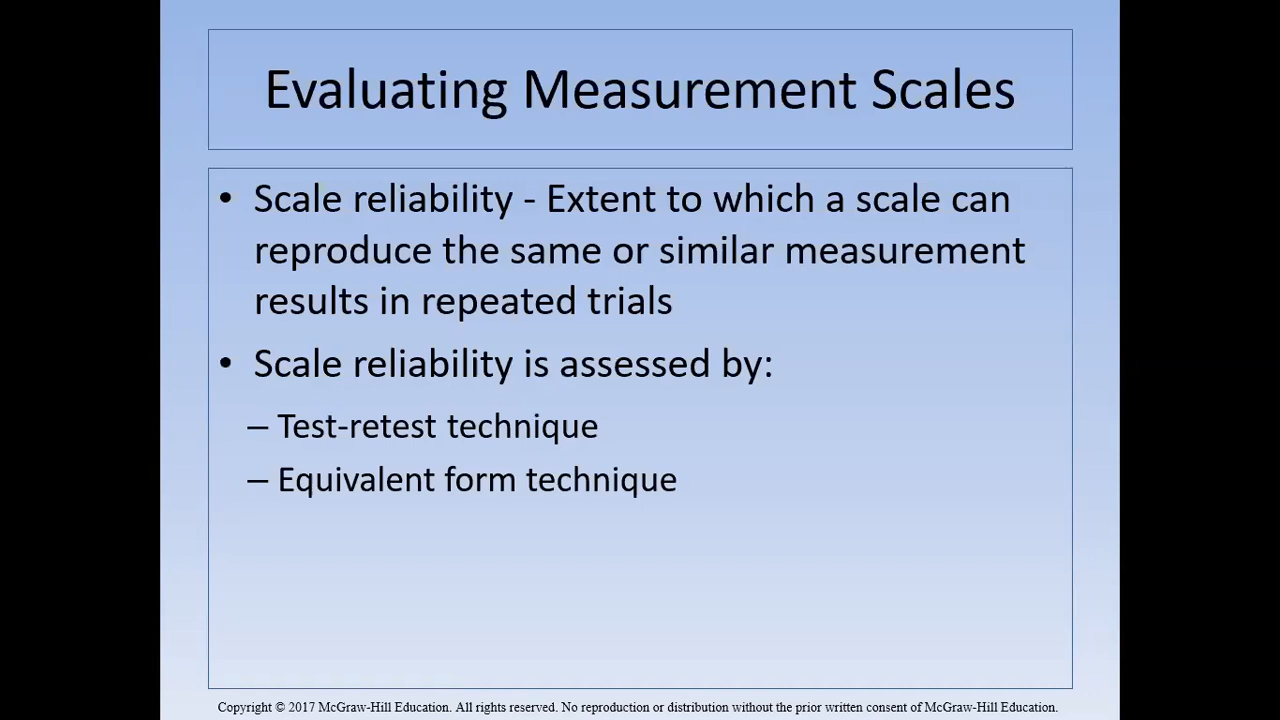 Evaluating Measurement Scales
• Scale reliability - Extent to which a scale can
reproduce the same or similar measurement
results in repeated trials
• Scale reliability is assessed by:
– Test-retest technique
– Equivalent form technique
Copyright © 2017 McGraw-Hill Education. All rights reserved. No reproduction or distribution without the prior written consent of McGraw-Hill Education.